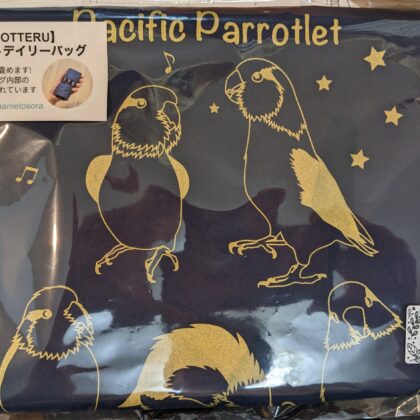 Pacific Parrotlet
OTTERU】
デイリーバッグ
畳めます!
グ内部の
れています
ametosora